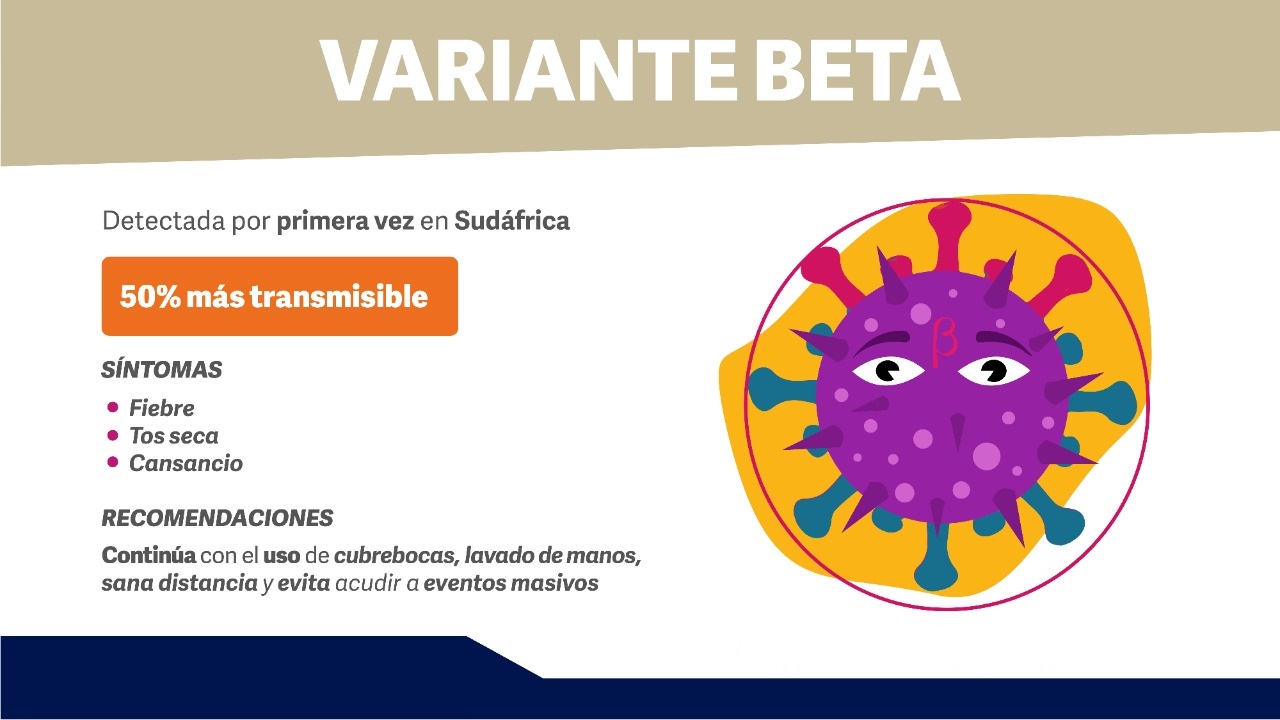 VARIANTE BETA
Detectada por primera vez en Sudáfrica
50% más transmisible
SÍNTOMAS
Fiebre
Tos seca
Cansancio
RECOMENDACIONES
Continúa con el uso de cubrebocas, lavado de manos,
sana distancia y evita acudir a eventos masivos
β